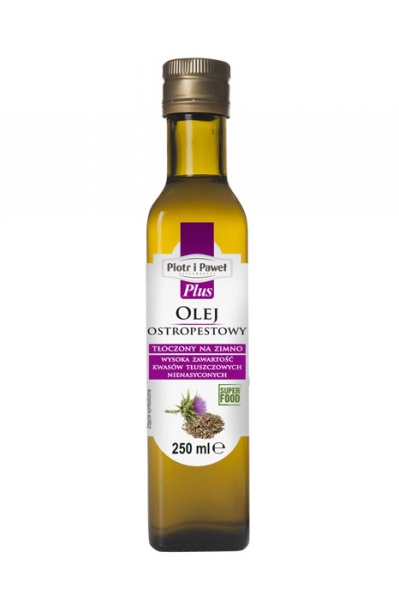 Piotr i Paweł
Plus
OLEJ
OSTROPESTOWY
TŁOCZONY NA ZIMNO
WYSOKA ZAWARTOŚĆ
KWASÓW TŁUSZCZOWYCH
NIENASYCONYCH
SUPER
FOOD
250 ml e